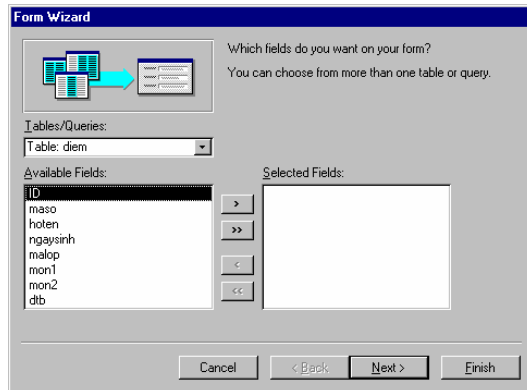 Form Wizard
Which fields do you want on your form?
You can choose from more than one table or query.
Tables/Queries:
Table: diem
Available Fields:
Selected Fields:
ID
maso
hoten
ngaysinh
malop
mon1
mon2
dtb
>
>>
<
<<
Cancel
< Back
Next >
Finish